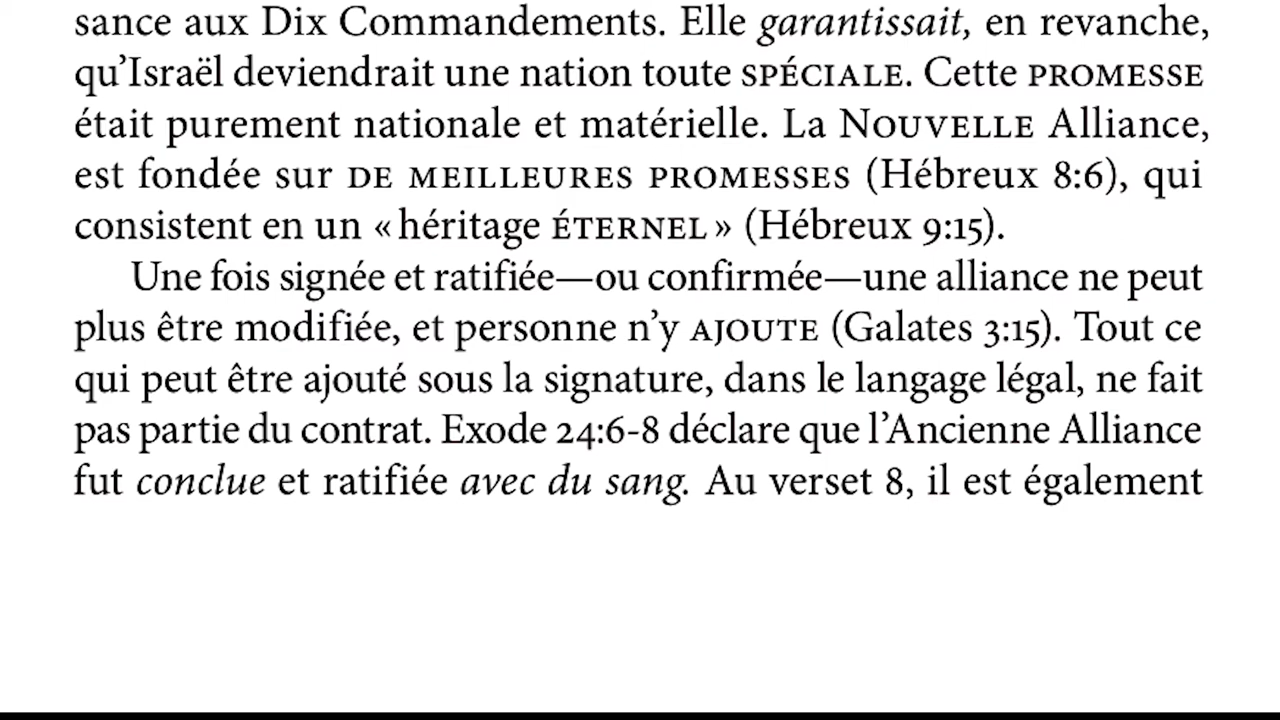 sance aux Dix Commandements. Elle garantissait, en revanche,
qu’Israël deviendrait une nation toute SPÉCIALE. Cette PROMESSE
était purement nationale et matérielle. La NOUVELLE Alliance,
est fondée sur DE MEILLEURES PROMESSES (Hébreux 8:6), qui
consistent en un « héritage ÉTERNEL » (Hébreux 9:15).
Une fois signée et ratifiée—ou confirmée—une alliance ne peut
plus être modifiée, et personne n’y AJOUTE (Galates 3:15). Tout ce
qui peut être ajouté sous la signature, dans le langage légal, ne fait
pas partie du contrat. Exode 24:6-8 déclare que l’Ancienne Alliance
fut conclue et ratifiée avec du sang. Au verset 8, il est également